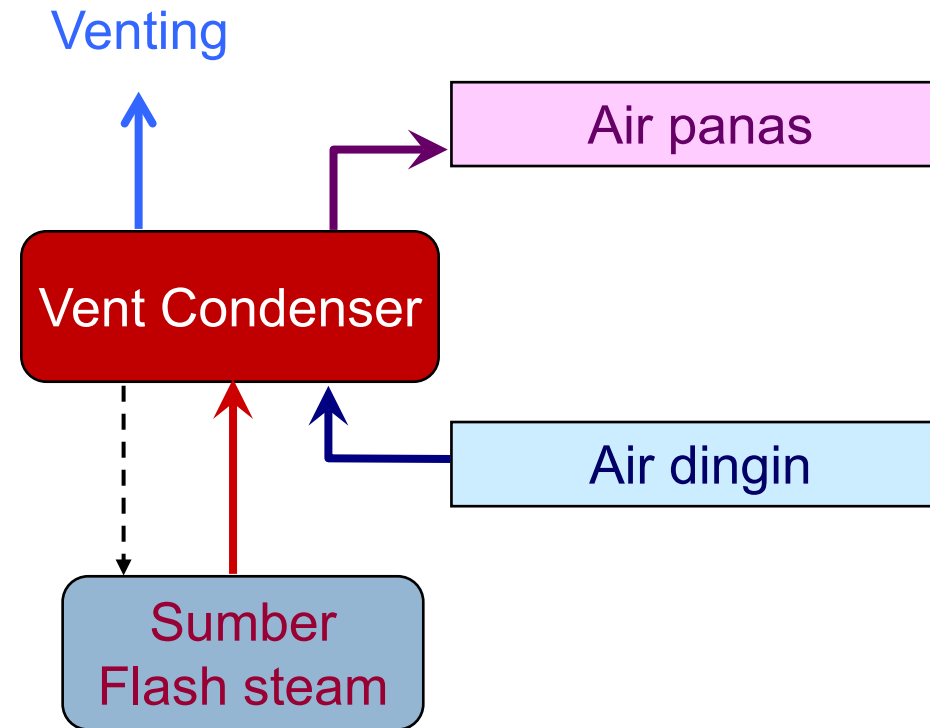 Venting
Air panas
Vent Condenser
Air dingin
Sumber
Flash steam